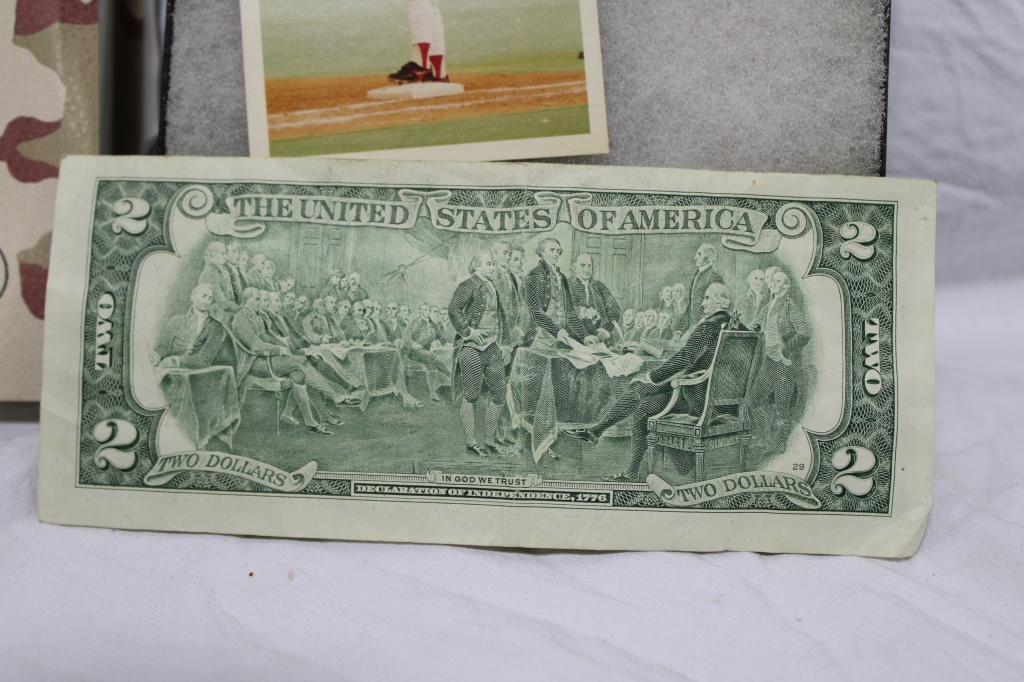 THE UNITED STATES OF AMERICA
2
2
TWO
TWO
2
2
TWO DOLLARS
IN GOD WE TRUST
29
TWO DOLLARS
DECLARATION OF INDEPENDENCE, 1776